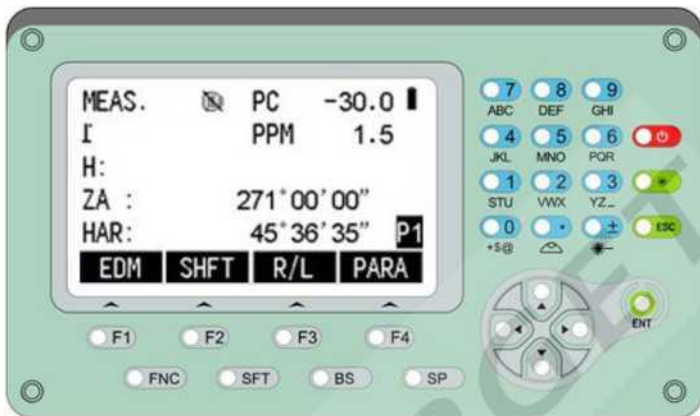 MEAS. PC -30.0
PPM 1.5
H:
ZA : 271°00'00"
HAR: 45°36'35" P1
EDM SHFT R/L PARA
F1 F2 F3 F4
FNC SFT BS SP
7 8 9
ABC DEF GHI
4 5 6
JKL MNO PQR
1 2 3
STU VWX YZ_
0 . ±
+$@
ESC
ENT